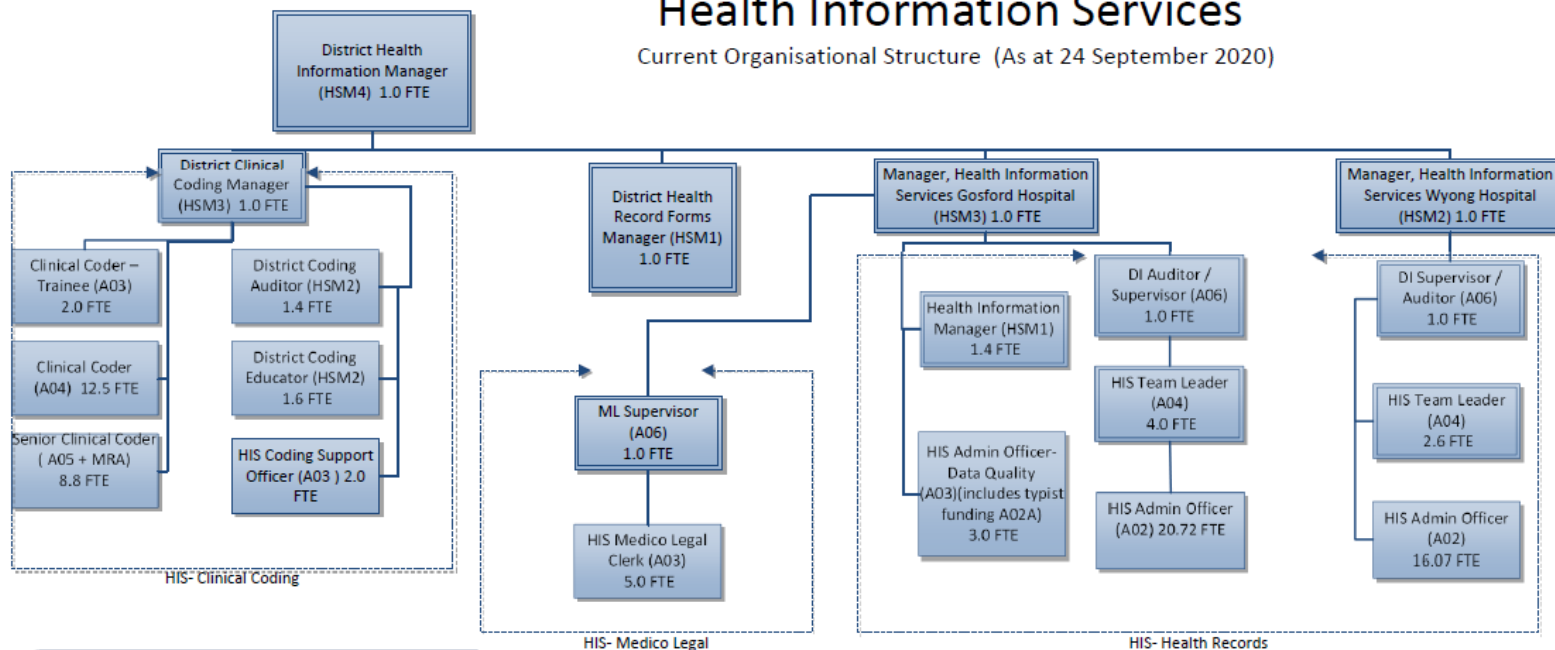 Health Information Services
Current Organisational Structure (As at 24 September 2020)
District Health
Information Manager
(HSM4) 1.0 FTE
District Clinical
Coding Manager
(HSM3) 1.0 FTE
District Health
Record Forms
Manager (HSM1)
1.0 FTE
Manager, Health Information
Services Gosford Hospital
(HSM3) 1.0 FTE
Manager, Health Information
Services Wyong Hospital
(HSM2) 1.0 FTE
Clinical Coder –
Trainee (A03)
2.0 FTE
District Coding
Auditor (HSM2)
1.4 FTE
Clinical Coder
(A04) 12.5 FTE
District Coding
Educator (HSM2)
1.6 FTE
Senior Clinical Coder
( A05 + MRA)
8.8 FTE
HIS Coding Support
Officer (A03 ) 2.0
FTE
HIS- Clinical Coding
ML Supervisor
(A06)
1.0 FTE
HIS Medico Legal
Clerk (A03)
5.0 FTE
HIS- Medico Legal
Health Information
Manager (HSM1)
1.4 FTE
HIS Admin Officer-
Data Quality
(A03)(includes typist
funding A02A)
3.0 FTE
DI Auditor /
Supervisor (A06)
1.0 FTE
HIS Team Leader
(A04)
4.0 FTE
HIS Admin Officer
(A02) 20.72 FTE
DI Supervisor /
Auditor (A06)
1.0 FTE
HIS Team Leader
(A04)
2.6 FTE
HIS Admin Officer
(A02)
16.07 FTE
HIS- Health Records